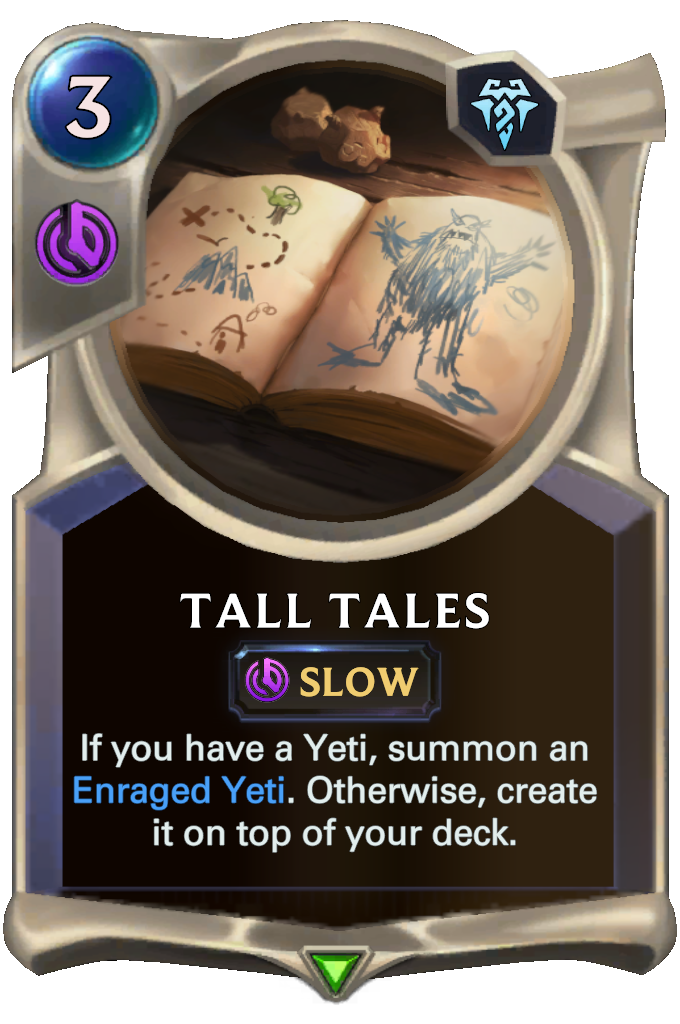 3
TALL TALES
SLOW
If you have a Yeti, summon an
Enraged Yeti. Otherwise, create
it on top of your deck.